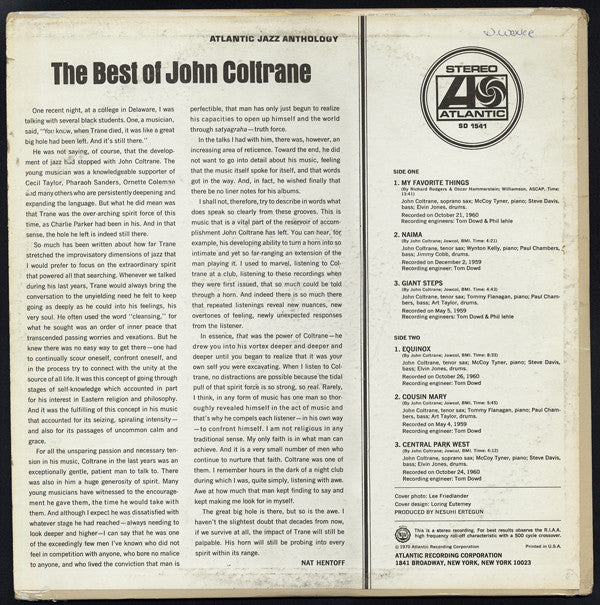 ATLANTIC JAZZ ANTHOLOGY
The Best of John Coltrane
One recent night, at a college in Delaware, I was
talking with several black students. One, a musician,
said, "You know, when Trane died, it was like a great
big hole had been left. And it's still there."
He was not saying, of course, that the develop-
ment of jazz had stopped with John Coltrane. The
young musician was a knowledgeable supporter of
Cecil Taylor, Pharaoh Sanders, Ornette Coleman
and many others who are persistently deepening and
expanding the language. But what he did mean was
that Trane was the over-arching spirit force of this
time, as Charlie Parker had been in his. And in that
sense, the hole he left is indeed still there.
So much has been written about how far Trane
stretched the improvisatory dimensions of jazz that
I would prefer to focus on the extraordinary spirit
that powered all that searching. Whenever we talked
during his last years, Trane would always bring the
conversation to the unyielding need he felt to keep
going as deeply as he could into his feelings, his
very soul. He often used the word "cleansing," for
what he sought was an order of inner peace that
transcended passing worries and vexations. But he
knew there was no easy way to get there—one had
to continually scour oneself, confront oneself, and
in the process try to connect with the unity at the
source of all life. It was this concept of going through
stages of self-knowledge which accounted in part
for his interest in Eastern religion and philosophy.
And it was the fulfilling of this concept in his music
that accounted for its seizing, spiraling intensity—
and also for its passages of uncommon calm and
grace.
For all the unsparing passion and necessary ten-
sion in his music, Coltrane in the last years was an
exceptionally gentle, patient man to talk to. There
was also in him a huge generosity of spirit. Many
young musicians have witnessed to the encourage-
ment he gave them, the time he would take with
them. And although I expect he was dissatisfied with
whatever stage he had reached—always needing to
look deeper and higher—I can say that he was one
of the exceedingly few men I've known who did not
feel in competition with anyone, who bore no malice
to anyone, and who lived the conviction that man is
perfectible, that man has only just begun to realize
his capacities to open up himself and the world
through satyagraha—truth force.
In the talks I had with him, there was, however, an
increasing area of reticence. Toward the end, he did
not want to go into detail about his music, feeling
that the music itself spoke for itself, and that words
got in the way. And, in fact, he wished finally that
there be no liner notes for his albums.
I shall not, therefore, try to describe in words what
does speak so clearly from these grooves. This is
music that is a vital part of the reservoir of accom-
plishment John Coltrane has left. You can hear, for
example, his developing ability to turn a horn into so
intimate and yet so far-ranging an extension of the
man playing it. I used to marvel, listening to Col-
trane at a club, listening to these recordings when
they were first issued, that so much could be told
through a horn. And indeed there is so much there
that repeated listenings reveal new nuances, new
overtones of feeling, newly unexpected responses
from the listener.
In essence, that was the power of Coltrane—he
drew you into his vortex deeper and deeper and
deeper until you began to realize that it was your
own self you were excavating. When I listen to Col-
trane, no distractions are possible because the tidal
pull of that spirit force is so strong, so real. Rarely,
I think, in any form of music has one man so thor-
oughly revealed himself in the act of music and
that's why he compels each listener—in his own way
—to confront himself. I am not religious in any
traditional sense. My only faith is in what man can
achieve. And it is a very small number of men who
continue to nurture that faith. Coltrane was one of
them. I remember hours in the dark of a night club
during which I was, quite simply, listening with awe.
Awe at how much that man kept finding to say and
kept making me look for in myself.
The great big hole is there, but so is the awe. I
haven't the slightest doubt that decades from now,
if we survive at all, the impact of Trane will still be
palpable. His horn will still be probing into every
spirit within its range.
NAT HENTOFF
STEREO
ATLANTIC
SD 1541
SIDE ONE
1. MY FAVORITE THINGS
(By Richard Rodgers & Oscar Hammerstein; Williamson, ASCAP. Time:
13:41)
John Coltrane, soprano sax; McCoy Tyner, piano; Steve Davis,
bass; Elvin Jones, drums.
Recorded on October 21, 1960
Recording engineers: Tom Dowd & Phil Iehle
2. NAIMA
(By John Coltrane; Jowcol, BMI. Time: 4:21)
John Coltrane, tenor sax; Wynton Kelly, piano; Paul Chambers,
bass; Jimmy Cobb, drums.
Recorded on December 2, 1959
Recording engineer: Tom Dowd
3. GIANT STEPS
(By John Coltrane; Jowcol, BMI. Time: 4:43)
John Coltrane, tenor sax; Tommy Flanagan, piano; Paul Cham-
bers, bass; Art Taylor, drums.
Recorded on May 5, 1959
Recording engineers: Tom Dowd & Phil Iehle
SIDE TWO
1. EQUINOX
(By John Coltrane; Jowcol, BMI. Time: 8:33)
John Coltrane, tenor sax; McCoy Tyner, piano; Steve Davis,
bass; Elvin Jones, drums.
Recorded on October 26, 1960
Recording engineer: Tom Dowd
2. COUSIN MARY
(By John Coltrane; Jowcol, BMI. Time: 5:45)
John Coltrane, tenor sax; Tommy Flanagan, piano; Paul Cham-
bers, bass; Art Taylor, drums.
Recorded on May 4, 1959
Recording engineer: Tom Dowd
3. CENTRAL PARK WEST
(By John Coltrane; Jowcol, BMI. Time: 4:12)
John Coltrane, soprano sax; McCoy Tyner, piano; Steve Davis,
bass; Elvin Jones, drums.
Recorded on October 24, 1960
Recording engineer: Tom Dowd
Cover photo: Lee Friedlander
Cover design: Loring Eutemey
PRODUCED BY NESUHI ERTEGUN
This is a stereo recording. For best results observe the R.I.A.A.
high frequency roll-off characteristic with a 500 cycle crossover.
© 1970 Atlantic Recording Corporation Printed in U.S.A.
ATLANTIC RECORDING CORPORATION
1841 BROADWAY, NEW YORK, NEW YORK 10023